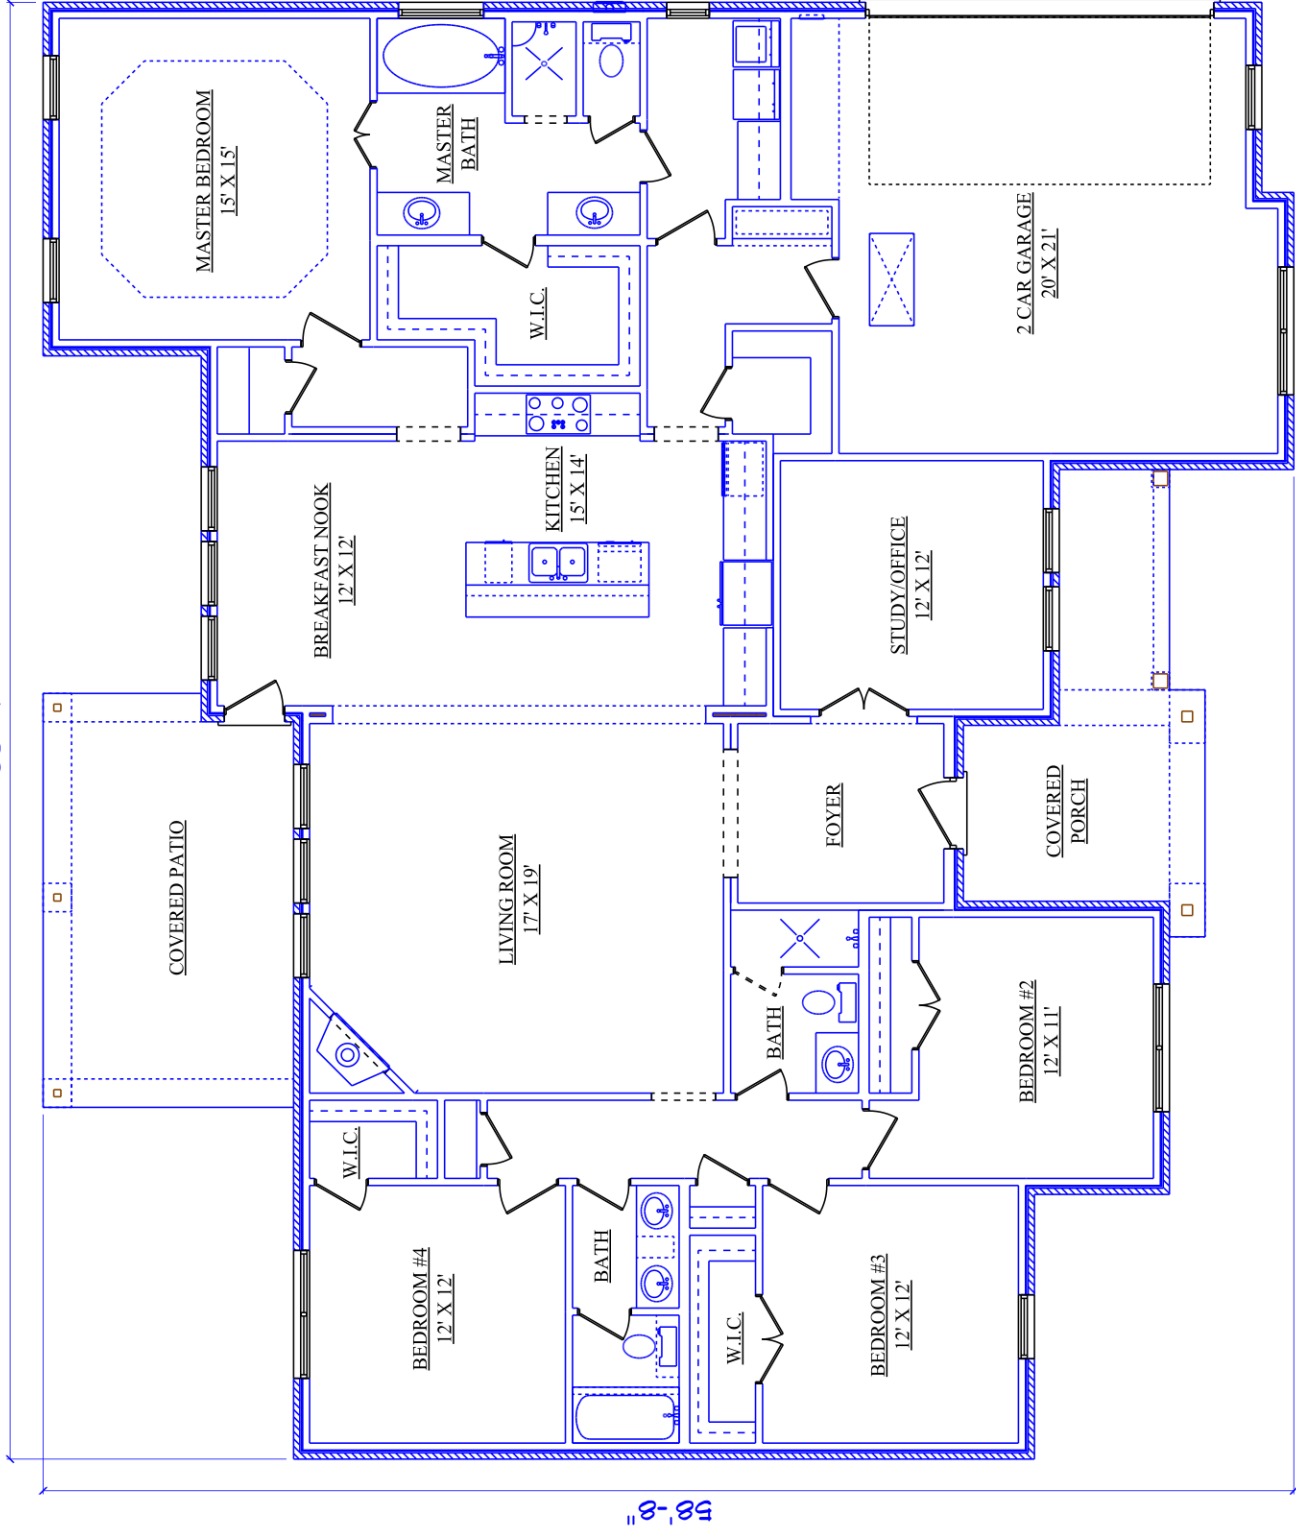 MASTER BEDROOM
15' X 15'
MASTER
BATH
W.I.C.
2 CAR GARAGE
20' X 21'
BREAKFAST NOOK
12' X 12'
KITCHEN
15' X 14'
STUDY/OFFICE
12' X 12'
COVERED PATIO
LIVING ROOM
17' X 19'
FOYER
COVERED
PORCH
BATH
BEDROOM #2
12' X 11'
W.I.C.
BEDROOM #4
12' X 12'
BATH
W.I.C.
BEDROOM #3
12' X 12'
58'-8"